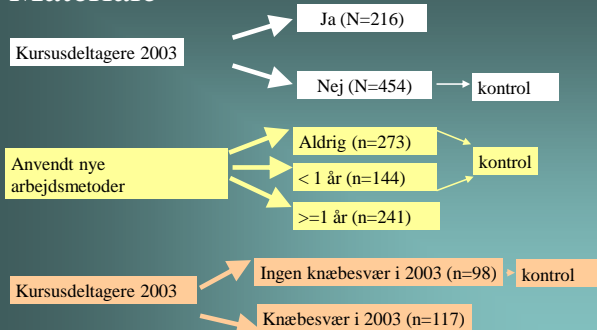 Ja (N=216)
Kursusdeltagere 2003
Nej (N=454)
kontrol
Aldrig (n=273)
Anvendt nye
arbejdsmetoder
< 1 år (n=144)
kontrol
>=1 år (n=241)
Ingen knæbesvær i 2003 (n=98)
kontrol
Kursusdeltagere 2003
Knæbesvær i 2003 (n=117)